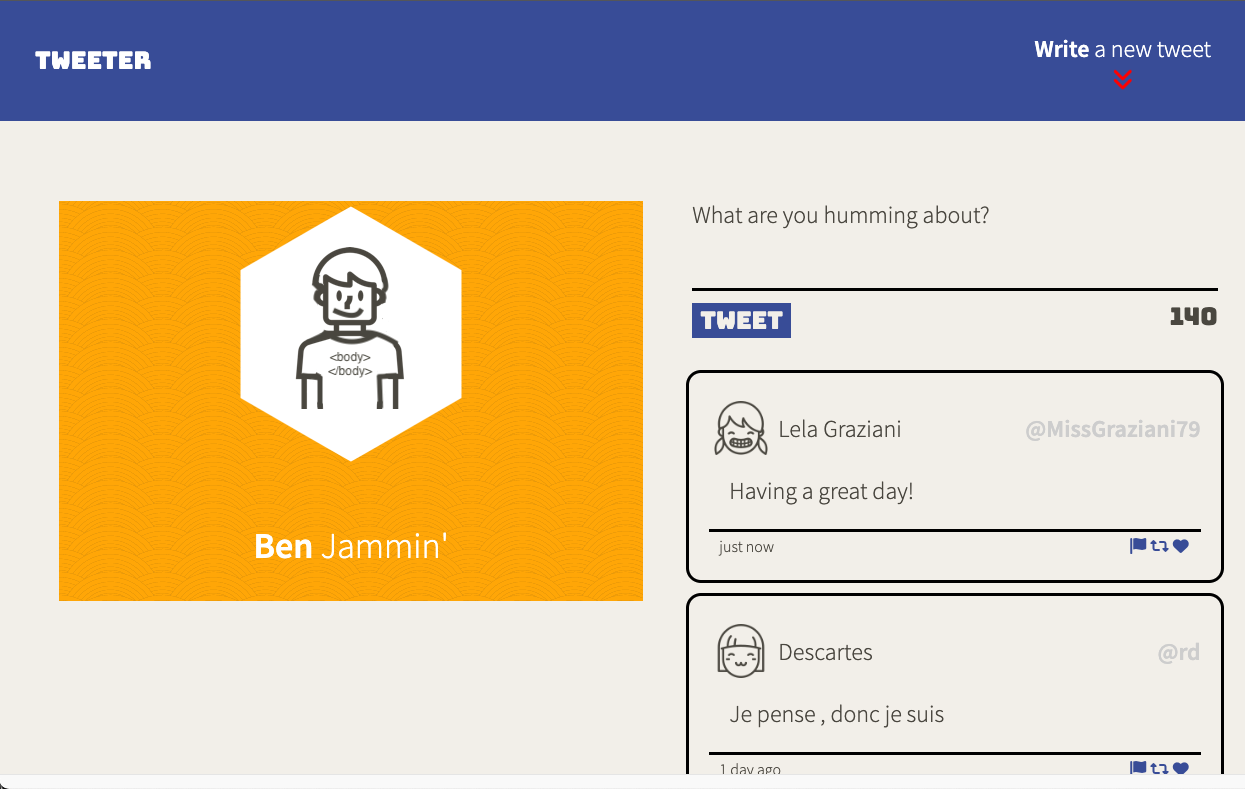 TWEETER
Write a new tweet
<body>
</body>
Ben Jammin'
What are you humming about?
TWEET
140
Lela Graziani
@MissGraziani79
Having a great day!
just now
Descartes
@rd
Je pense , donc je suis
1 day ago